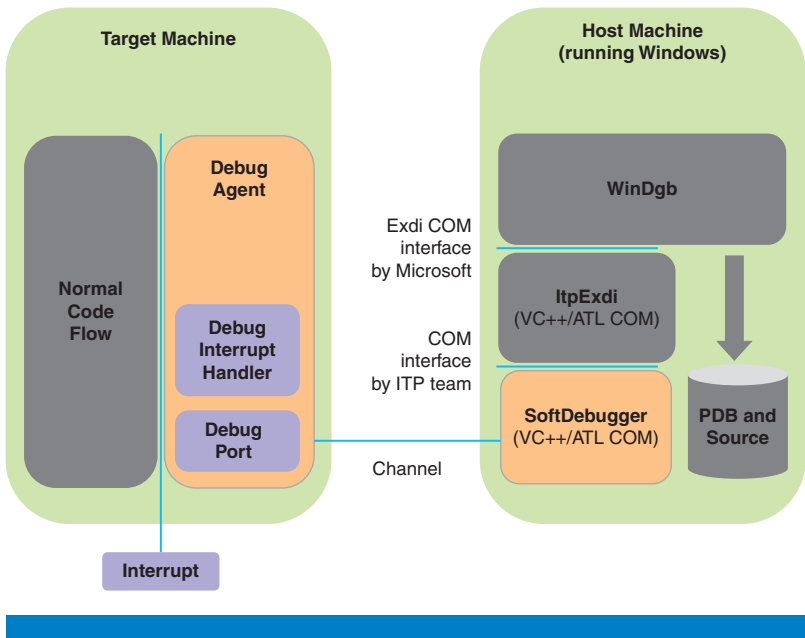 Target Machine
Normal
Code
Flow
Debug
Agent
Debug
Interrupt
Handler
Debug
Port
Interrupt
Channel
Exdi COM
interface
by Microsoft
COM
interface
by ITP team
Host Machine
(running Windows)
WinDgb
ItpExdi
(VC++/ATL COM)
SoftDebugger
(VC++/ATL COM)
PDB and
Source